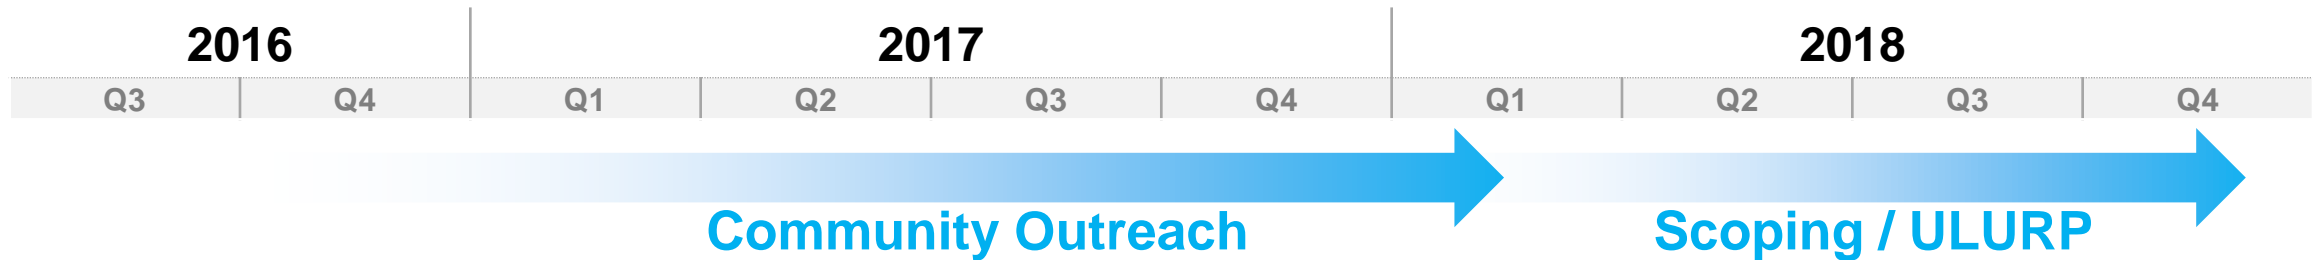 2016 2017 2018
Q3 Q4 Q1 Q2 Q3 Q4 Q1 Q2 Q3 Q4
Community Outreach Scoping / ULURP